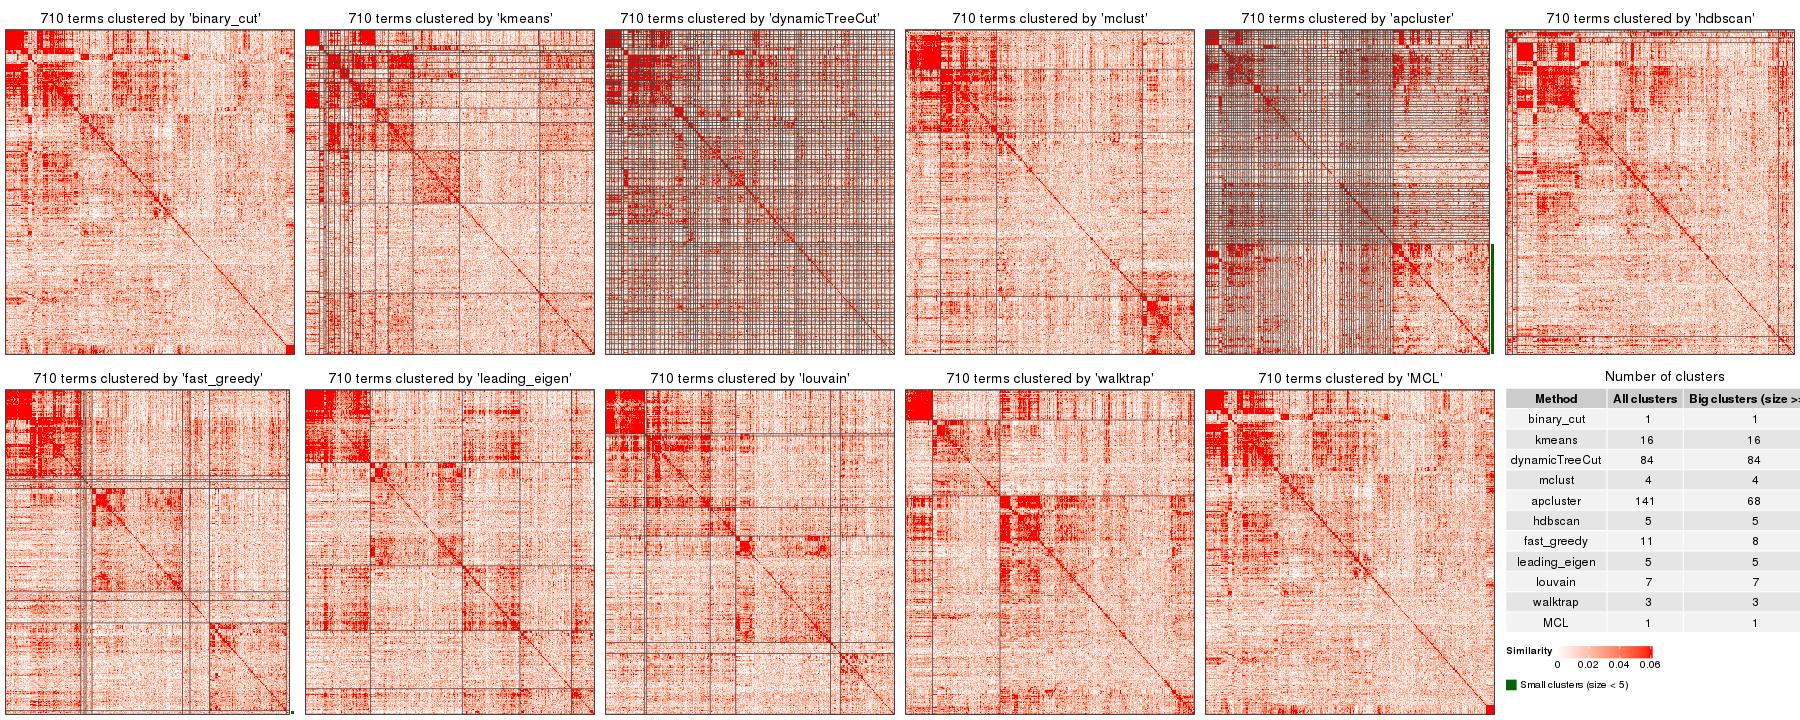 710 terms clustered by 'binary_cut'
710 terms clustered by 'kmeans'
710 terms clustered by 'dynamicTreeCut'
710 terms clustered by 'mclust'
710 terms clustered by 'apcluster'
710 terms clustered by 'hdbscan'
710 terms clustered by 'fast_greedy'
710 terms clustered by 'leading_eigen'
710 terms clustered by 'louvain'
710 terms clustered by 'walktrap'
710 terms clustered by 'MCL'
Number of clusters
Method All clusters Big clusters (size >=
binary_cut 1 1
kmeans 16 16
dynamicTreeCut 84 84
mclust 4 4
apcluster 141 68
hdbscan 5 5
fast_greedy 11 8
leading_eigen 5 5
louvain 7 7
walktrap 3 3
MCL 1 1
Similarity
0 0.02 0.04 0.06
Small clusters (size < 5)